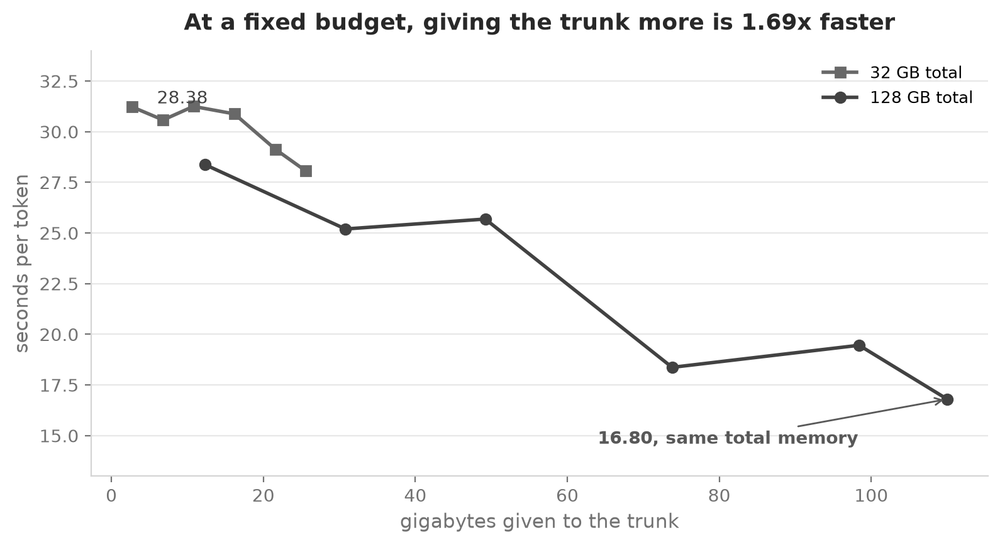 At a fixed budget, giving the trunk more is 1.69x faster
32 GB total
128 GB total
28.38
16.80, same total memory
seconds per token
32.5
30.0
27.5
25.0
22.5
20.0
17.5
15.0
0 20 40 60 80 100
gigabytes given to the trunk